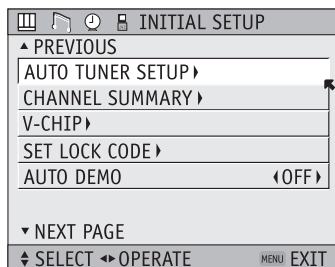 INITIAL SETUP
▲ PREVIOUS
AUTO TUNER SETUP
CHANNEL SUMMARY
V-CHIP
SET LOCK CODE
AUTO DEMO (OFF)
▼ NEXT PAGE
SELECT OPERATE MENU EXIT